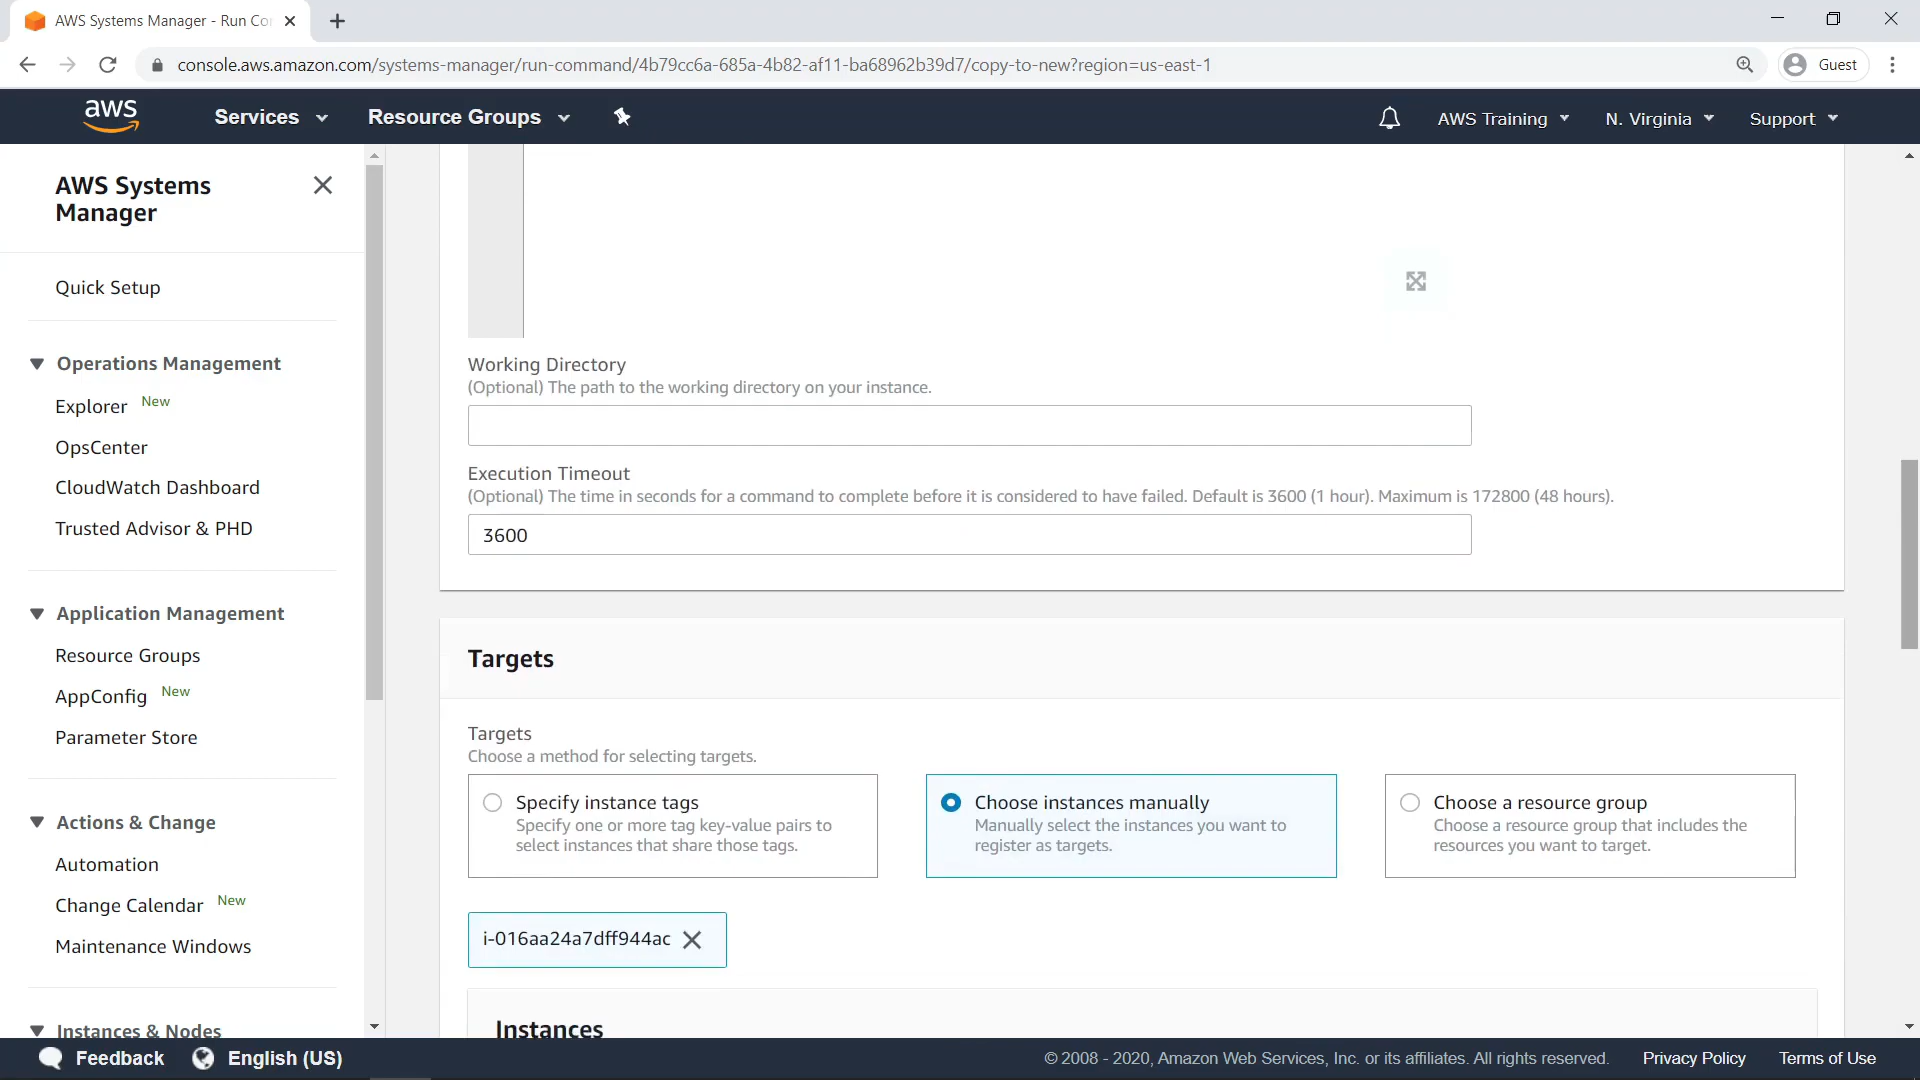 AWS Systems Manager - Run Co
console.aws.amazon.com/systems-manager/run-command/4b79cc6a-685a-4b82-af11-ba68962b39d7/copy-to-new?region=us-east-1
Guest
aws
Services
Resource Groups
AWS Training
N. Virginia
Support
AWS Systems
Manager
Quick Setup
Operations Management
Explorer New
OpsCenter
CloudWatch Dashboard
Trusted Advisor & PHD
Application Management
Resource Groups
AppConfig New
Parameter Store
Actions & Change
Automation
Change Calendar New
Maintenance Windows
Instances & Nodes
Working Directory
(Optional) The path to the working directory on your instance.
Execution Timeout
(Optional) The time in seconds for a command to complete before it is considered to have failed. Default is 3600 (1 hour). Maximum is 172800 (48 hours).
3600
Targets
Targets
Choose a method for selecting targets.
Specify instance tags
Specify one or more tag key-value pairs to
select instances that share those tags.
Choose instances manually
Manually select the instances you want to
register as targets.
Choose a resource group
Choose a resource group that includes the
resources you want to target.
i-016aa24a7dff944ac
Instances
Feedback
English (US)
© 2008 - 2020, Amazon Web Services, Inc. or its affiliates. All rights reserved.
Privacy Policy
Terms of Use